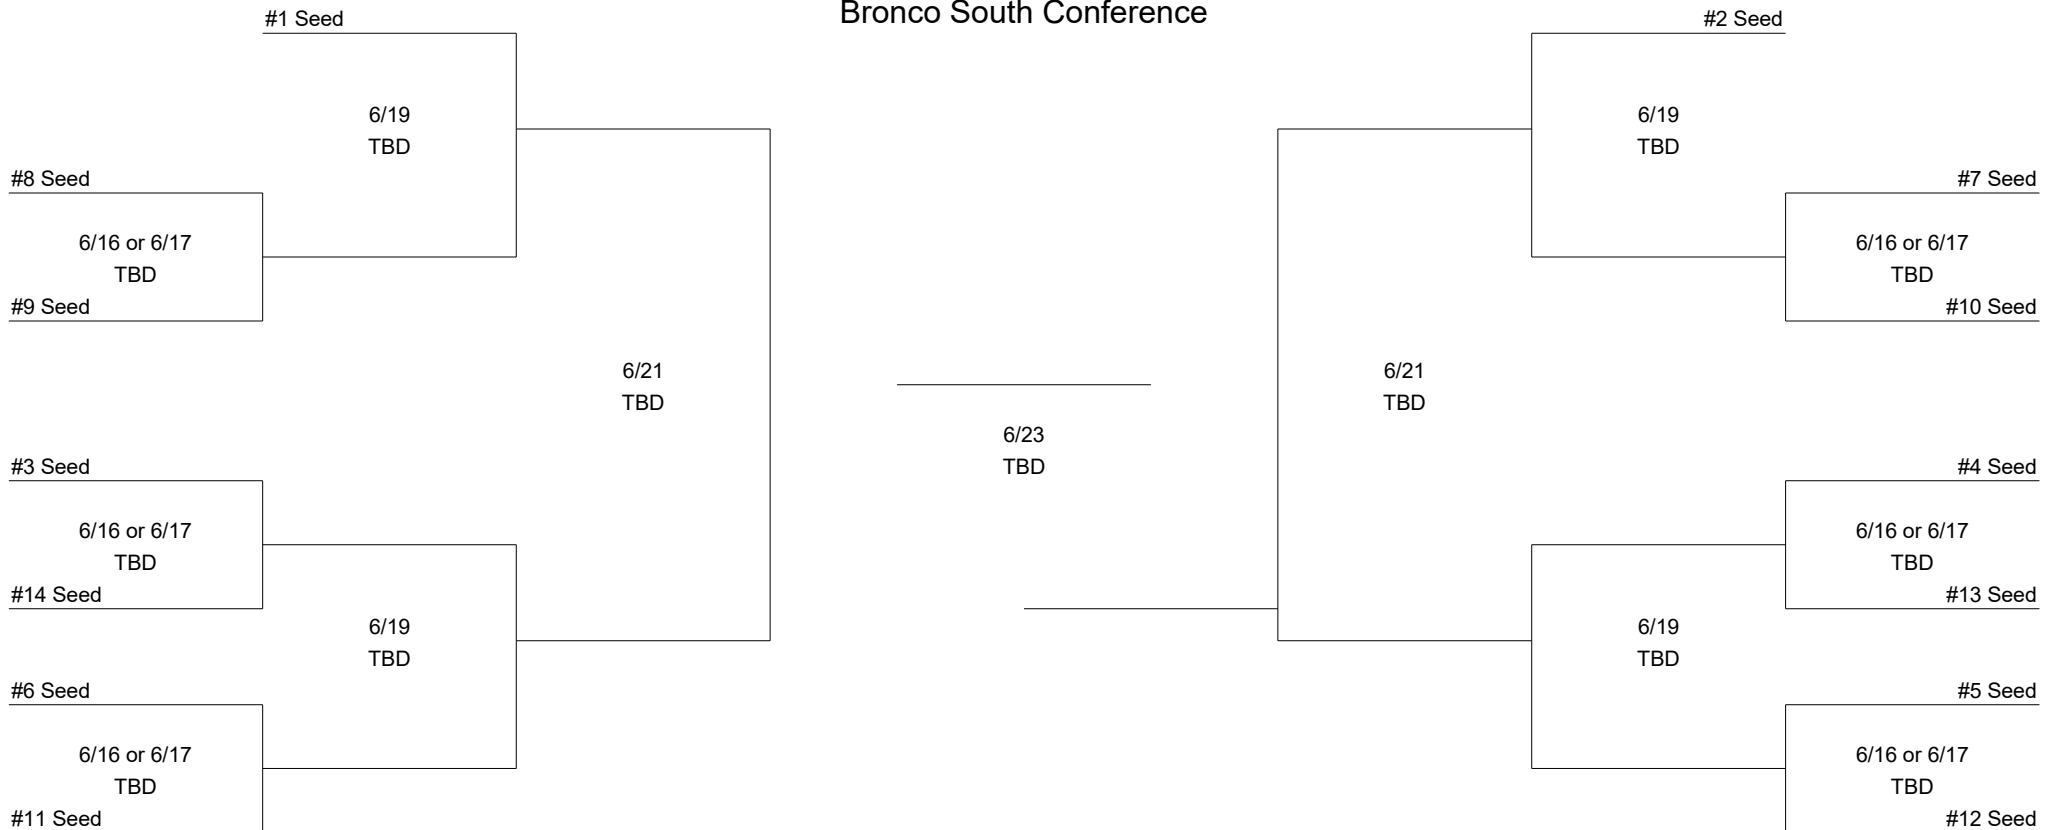 Bronco South Conference
#1 Seed
#2 Seed
6/19
TBD
6/19
TBD
#8 Seed
#7 Seed
6/16 or 6/17
TBD
6/16 or 6/17
TBD
#9 Seed
#10 Seed
6/21
TBD
6/21
TBD
6/23
TBD
#3 Seed
#4 Seed
6/16 or 6/17
TBD
6/16 or 6/17
TBD
#14 Seed
#13 Seed
6/19
TBD
6/19
TBD
#6 Seed
#5 Seed
6/16 or 6/17
TBD
6/16 or 6/17
TBD
#11 Seed
#12 Seed